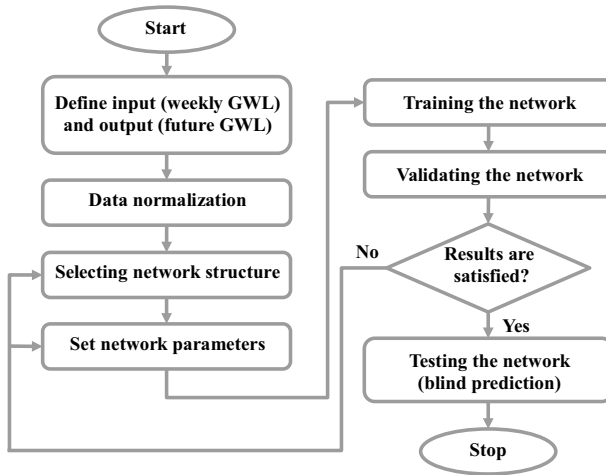 Start
Define input (weekly GWL)
and output (future GWL)
Data normalization
Selecting network structure
Set network parameters
Training the network
Validating the network
Results are
satisfied?
No
Yes
Testing the network
(blind prediction)
Stop